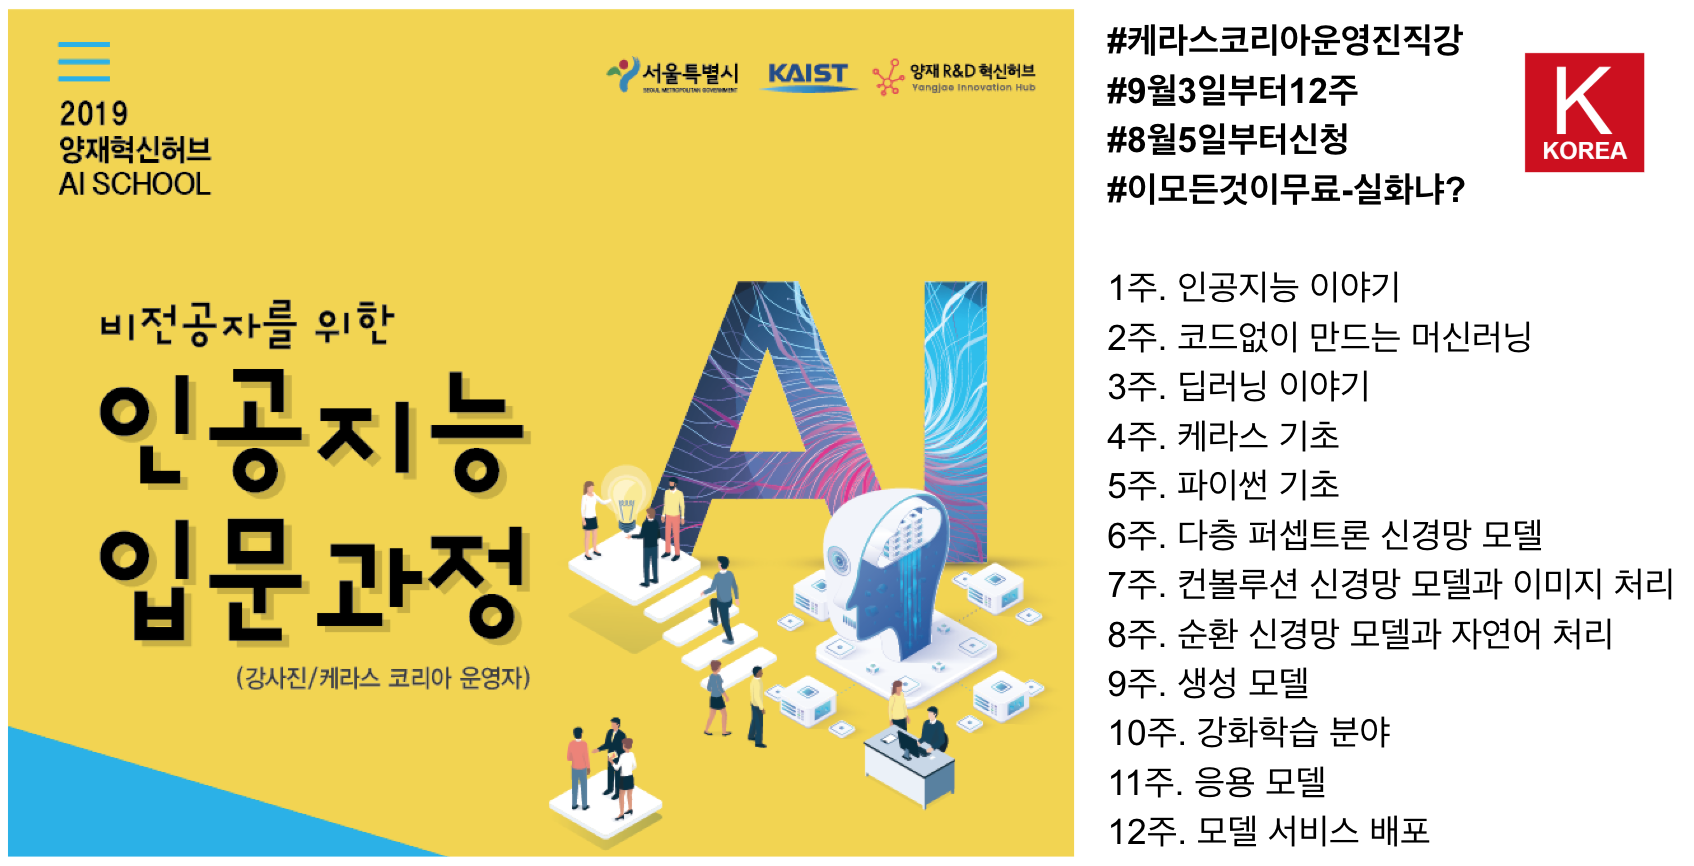 2019
양재혁신허브
AI SCHOOL
서울특별시
SEOUL METROPOLITAN GOVERNMENT
KAIST
양재 R&D 혁신허브
Yangjae Innovation Hub
비전공자를 위한
인공지능
입문과정
(강사진/케라스 코리아 운영자)
AI
#케라스코리아운영진직강
#9월3일부터12주
#8월5일부터신청
#이모든것이무료-실화냐?
K
KOREA
1주. 인공지능 이야기
2주. 코드없이 만드는 머신러닝
3주. 딥러닝 이야기
4주. 케라스 기초
5주. 파이썬 기초
6주. 다층 퍼셉트론 신경망 모델
7주. 컨볼루션 신경망 모델과 이미지 처리
8주. 순환 신경망 모델과 자연어 처리
9주. 생성 모델
10주. 강화학습 분야
11주. 응용 모델
12주. 모델 서비스 배포